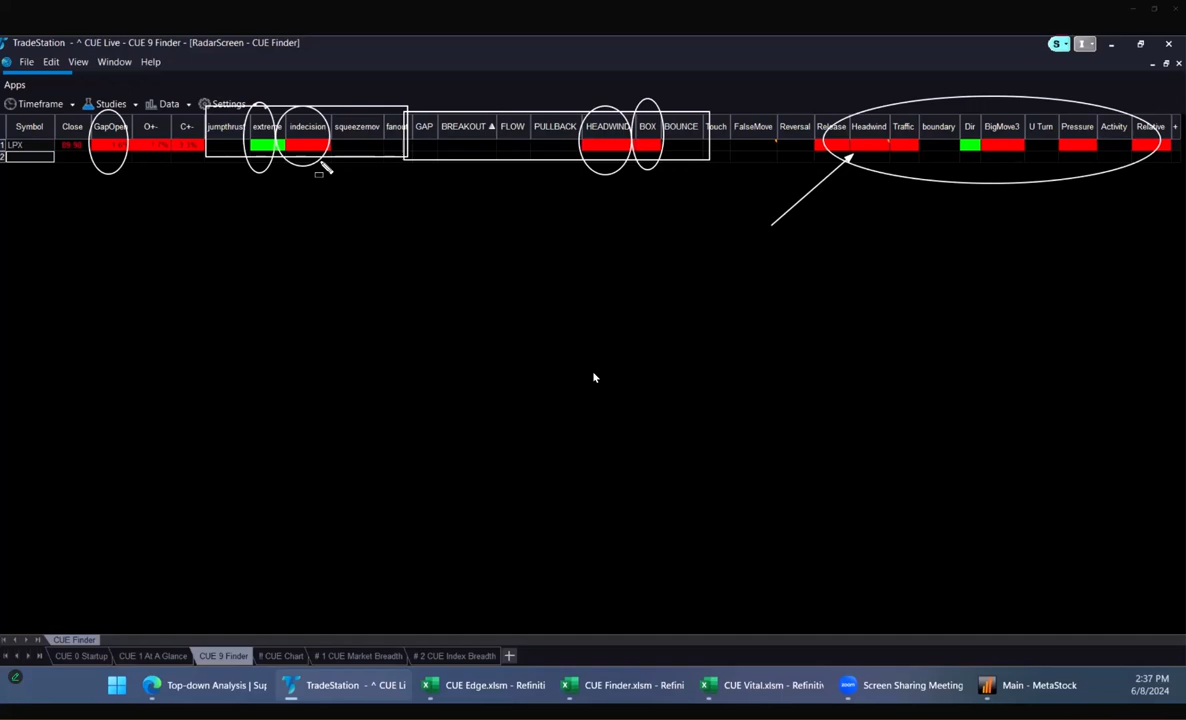 TradeStation - ^ CUE Live - CUE 9 Finder - [RadarScreen - CUE Finder]
S I
File Edit View Window Help
Apps
Timeframe Studies Data Settings
Symbol Close GapOpen O+- C+- jumpthrust extreme indecision squeezemov fanout GAP BREAKOUT FLOW PULLBACK HEADWIND BOX BOUNCE Touch FalseMove Reversal Release Headwind Traffic boundary Dir BigMove3 U Turn Pressure Activity Relative +
1 LPX
2
CUE Finder
CUE 0 Startup CUE 1 At A Glance CUE 9 Finder !! CUE Chart # 1 CUE Market Breadth # 2 CUE Index Breadth
Top-down Analysis | Sup TradeStation - ^ CUE Li CUE Edge.xlsm - Refiniti CUE Finder.xlsm - Refini CUE Vital.xlsm - Refinitiv zoom Screen Sharing Meeting Main - MetaStock
2:37 PM
6/8/2024